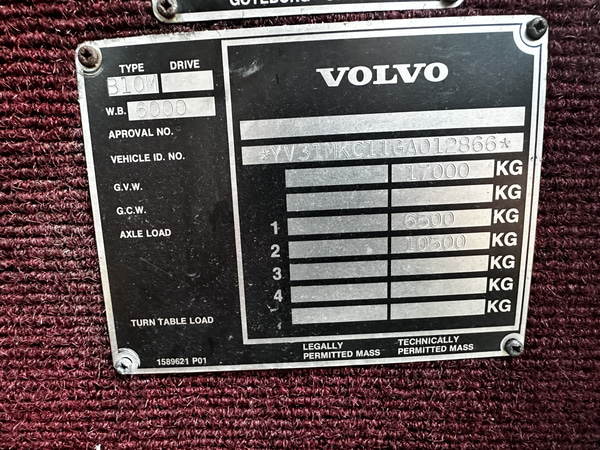 GÖTEBORG
TYPE DRIVE
B10M
VOLVO
W.B. 6000
APROVAL NO.
VEHICLE ID. NO. *YV31MKC11GA012866*
G.V.W. 17000 KG
G.C.W. KG
AXLE LOAD 1 6500 KG
2 10500 KG
3 KG
4 KG
TURN TABLE LOAD KG
LEGALLY PERMITTED MASS
TECHNICALLY PERMITTED MASS
1589621 P01